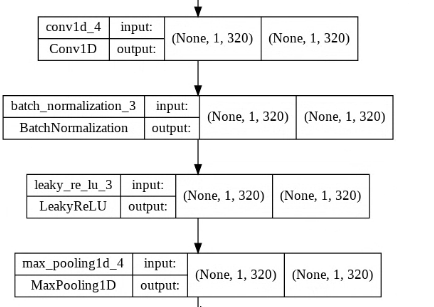 conv1d_4 input: (None, 1, 320) (None, 1, 320)
Conv1D output:
batch_normalization_3 input: (None, 1, 320) (None, 1, 320)
BatchNormalization output:
leaky_re_lu_3 input: (None, 1, 320) (None, 1, 320)
LeakyReLU output:
max_pooling1d_4 input: (None, 1, 320) (None, 1, 320)
MaxPooling1D output: